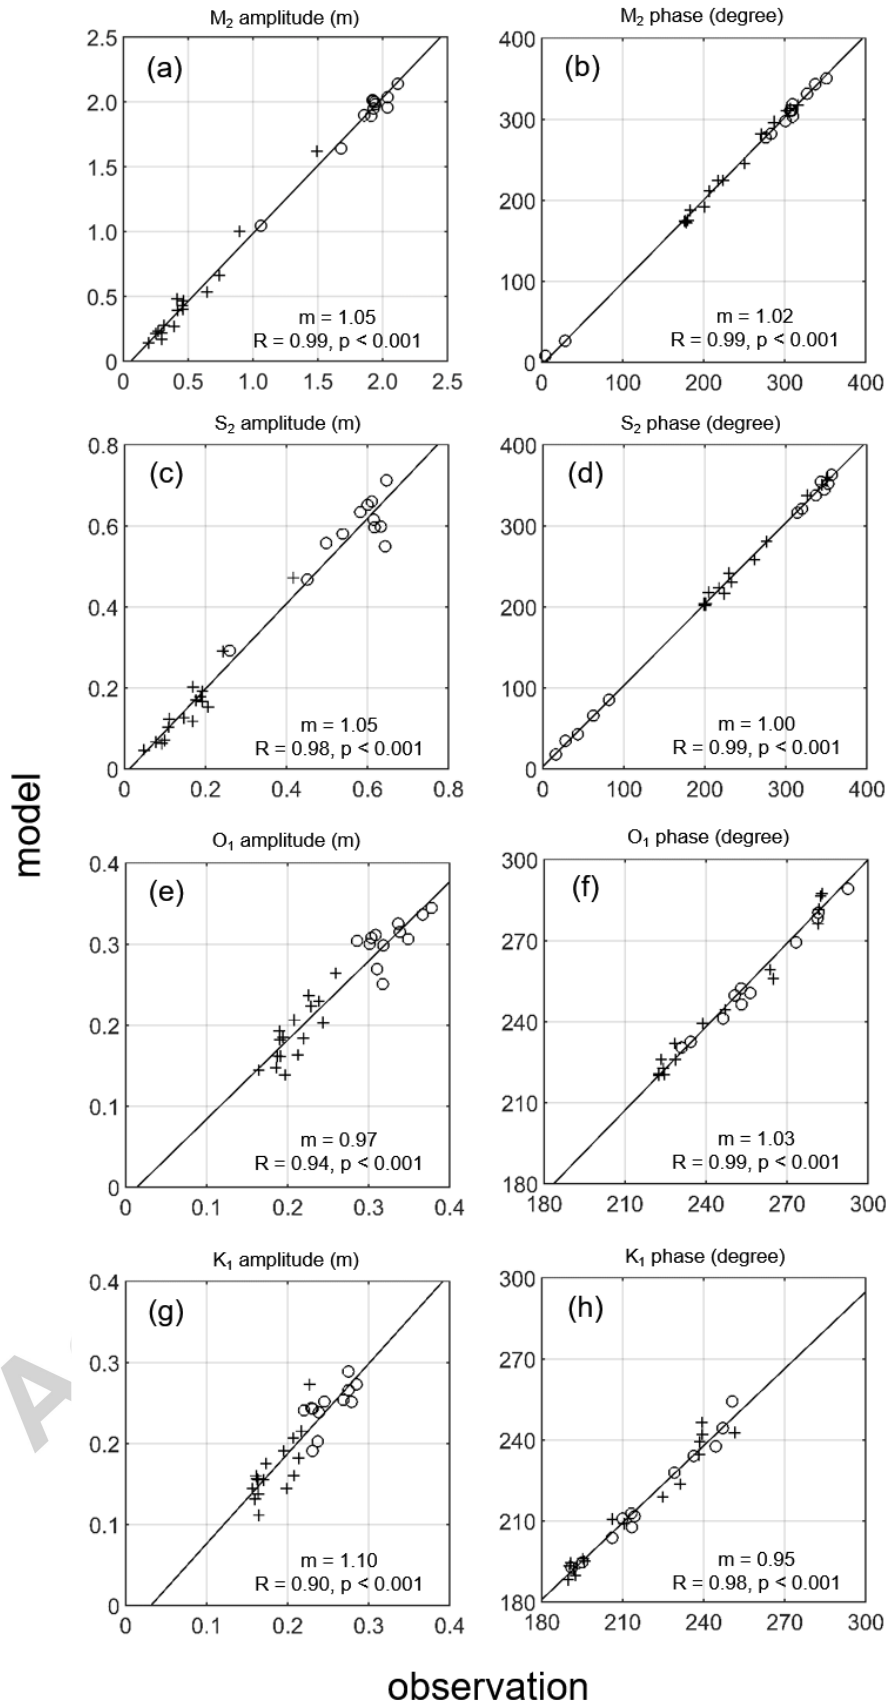 M₂ amplitude (m)
2.5
2.0
1.5
1.0
0.5
0
0 0.5 1.0 1.5 2.0 2.5
(a)
m = 1.05
R = 0.99, p < 0.001
M₂ phase (degree)
400
300
200
100
0
0 100 200 300 400
(b)
m = 1.02
R = 0.99, p < 0.001
S₂ amplitude (m)
0.8
0.6
0.4
0.2
0
0 0.2 0.4 0.6 0.8
(c)
m = 1.05
R = 0.98, p < 0.001
S₂ phase (degree)
400
300
200
100
0
0 100 200 300 400
(d)
m = 1.00
R = 0.99, p < 0.001
model
O₁ amplitude (m)
0.4
0.3
0.2
0.1
0
0 0.1 0.2 0.3 0.4
(e)
m = 0.97
R = 0.94, p < 0.001
O₁ phase (degree)
300
270
240
210
180
180 210 240 270 300
(f)
m = 1.03
R = 0.99, p < 0.001
K₁ amplitude (m)
0.4
0.3
0.2
0.1
0
0 0.1 0.2 0.3 0.4
(g)
m = 1.10
R = 0.90, p < 0.001
K₁ phase (degree)
300
270
240
210
180
180 210 240 270 300
(h)
m = 0.95
R = 0.98, p < 0.001
A
observation